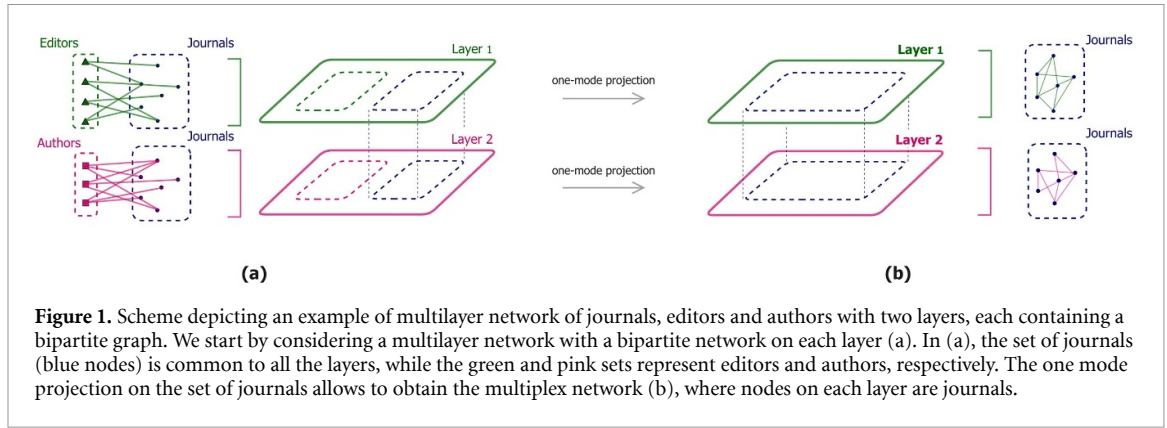 Editors
Journals
Layer 1
one-mode projection
Layer 1
Journals
Authors
Journals
Layer 2
one-mode projection
Layer 2
Journals
(a)
(b)
Figure 1. Scheme depicting an example of multilayer network of journals, editors and authors with two layers, each containing a
bipartite graph. We start by considering a multilayer network with a bipartite network on each layer (a). In (a), the set of journals
(blue nodes) is common to all the layers, while the green and pink sets represent editors and authors, respectively. The one mode
projection on the set of journals allows to obtain the multiplex network (b), where nodes on each layer are journals.